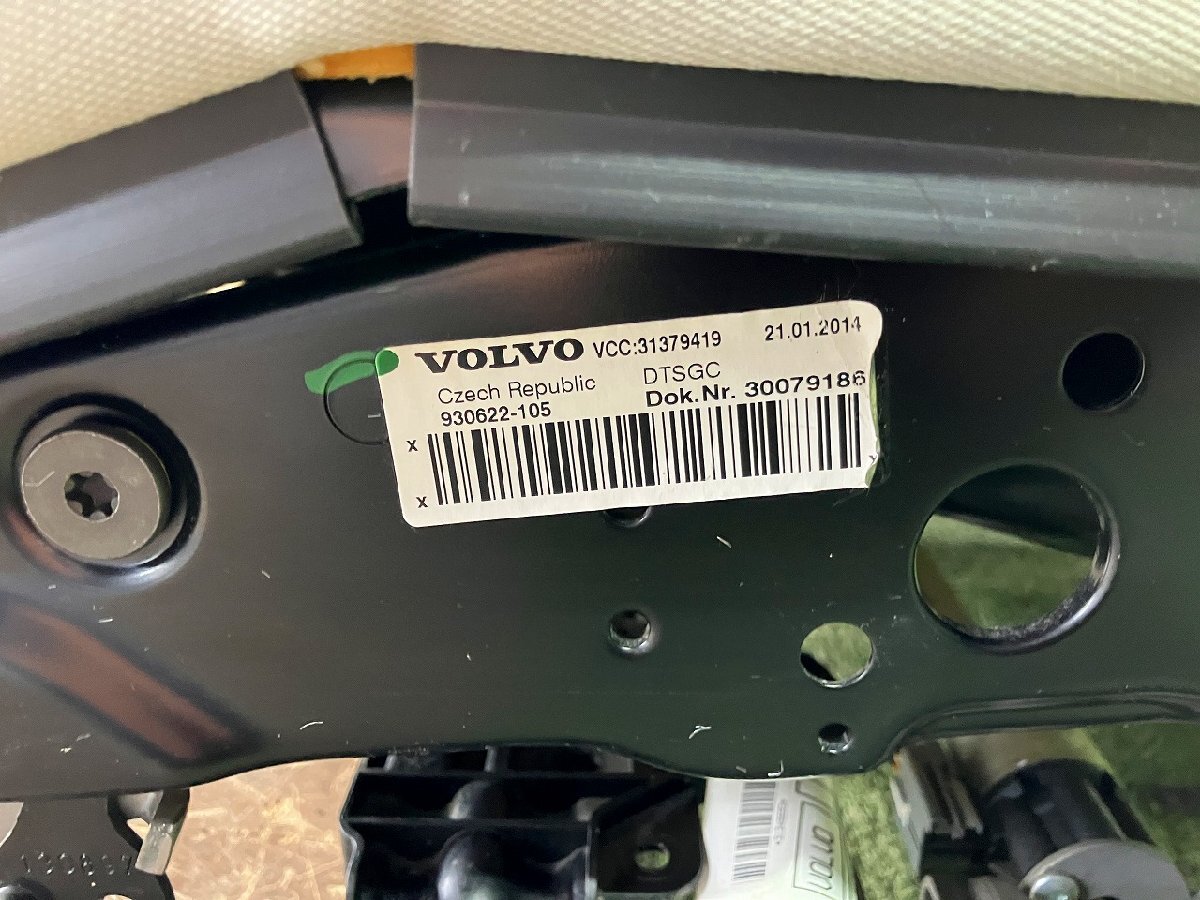 VOLVO VCC:31379419 21.01.2014
Czech Republic DTSGC
930622-105 Dok.Nr. 30079186
X
X